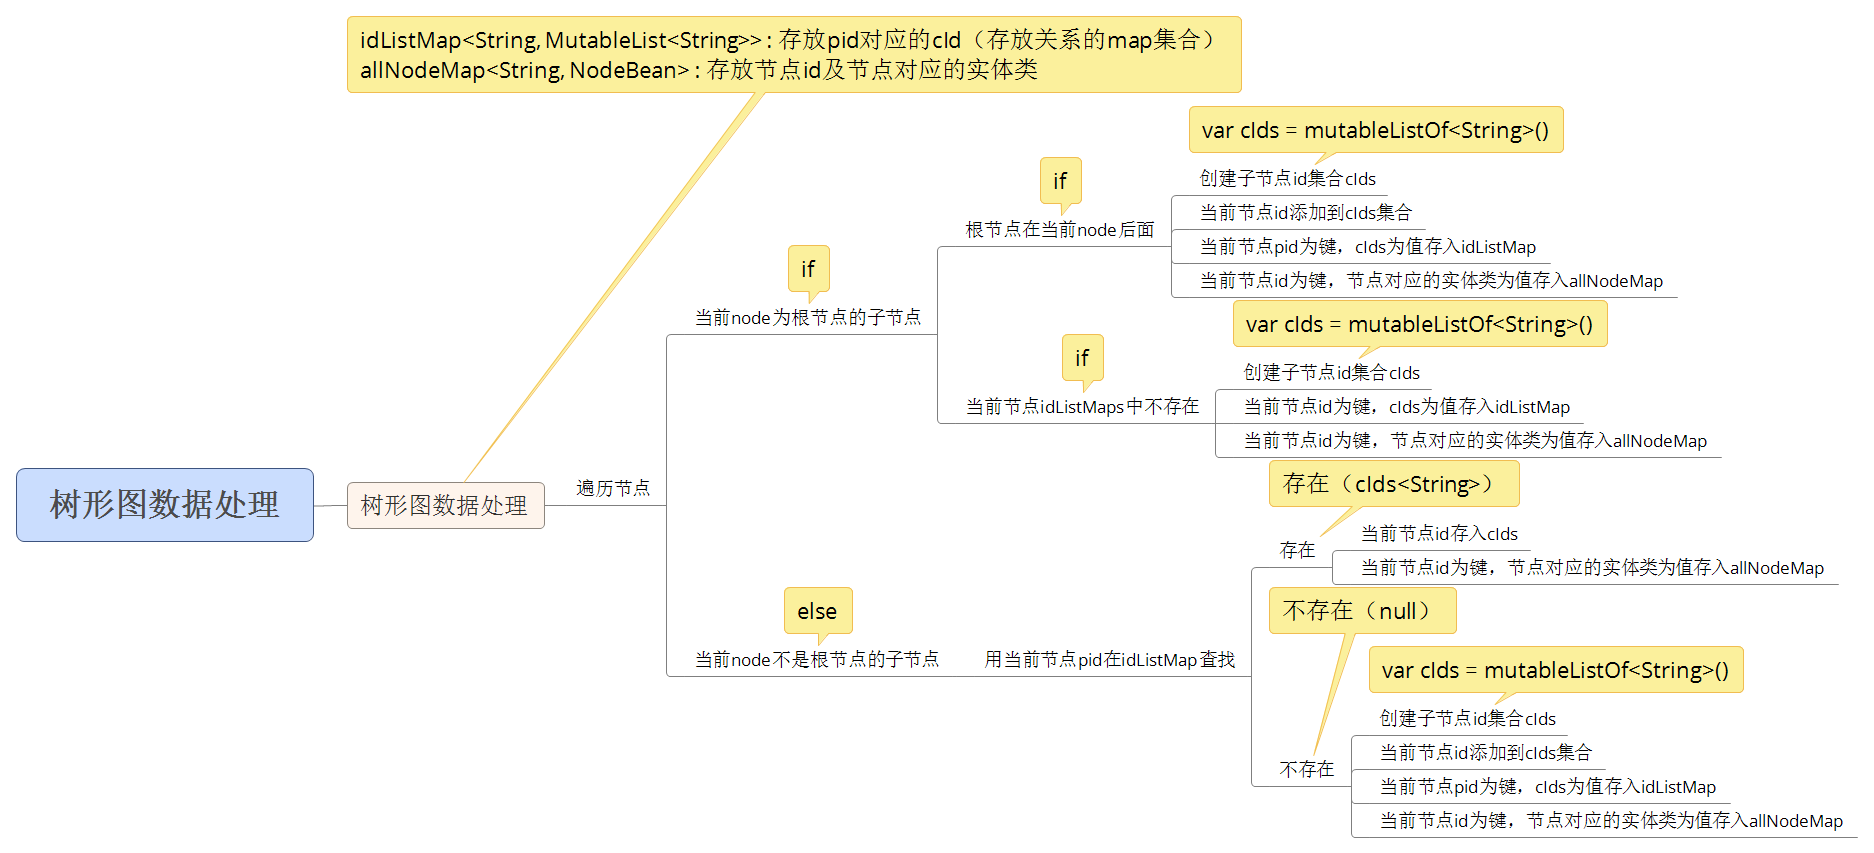 idListMap<String, MutableList<String>> : 存放pid对应的cId（存放关系的map集合）
allNodeMap<String, NodeBean> : 存放节点id及节点对应的实体类
var cIds = mutableListOf<String>()
创建子节点id集合cIds
if
当前节点id添加到cIds集合
根节点在当前node后面
当前节点pid为键，cIds为值存入idListMap
当前节点id为键，节点对应的实体类为值存入allNodeMap
if
当前node为根节点的子节点
var cIds = mutableListOf<String>()
if
创建子节点id集合cIds
当前节点idListMaps中不存在
当前节点id为键，cIds为值存入idListMap
当前节点id为键，节点对应的实体类为值存入allNodeMap
树形图数据处理
树形图数据处理
遍历节点
存在（cIds<String>）
存在
当前节点id存入cIds
当前节点id为键，节点对应的实体类为值存入allNodeMap
else
当前node不是根节点的子节点
用当前节点pid在idListMap查找
不存在（null）
var cIds = mutableListOf<String>()
创建子节点id集合cIds
不存在
当前节点id添加到cIds集合
当前节点pid为键，cIds为值存入idListMap
当前节点id为键，节点对应的实体类为值存入allNodeMap